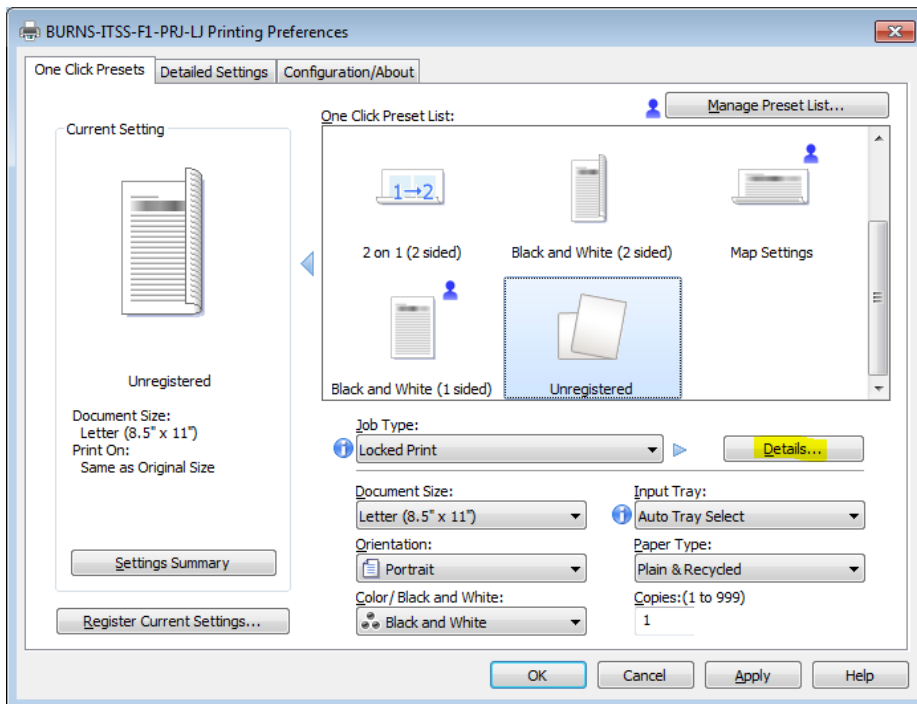 BURNS-ITSS-F1-PRJ-LJ Printing Preferences
One Click Presets
Detailed Settings
Configuration/About
Current Setting
Unregistered
Document Size:
Letter (8.5" x 11")
Print On:
Same as Original Size
Settings Summary
Register Current Settings...
One Click Preset List:
Manage Preset List...
1→2
2 on 1 (2 sided)
Black and White (2 sided)
Map Settings
Black and White (1 sided)
Unregistered
Job Type:
Locked Print
Details...
Document Size:
Letter (8.5" x 11")
Input Tray:
Auto Tray Select
Orientation:
Portrait
Paper Type:
Plain & Recycled
Color/ Black and White:
Black and White
Copies:(1 to 999)
1
OK
Cancel
Apply
Help